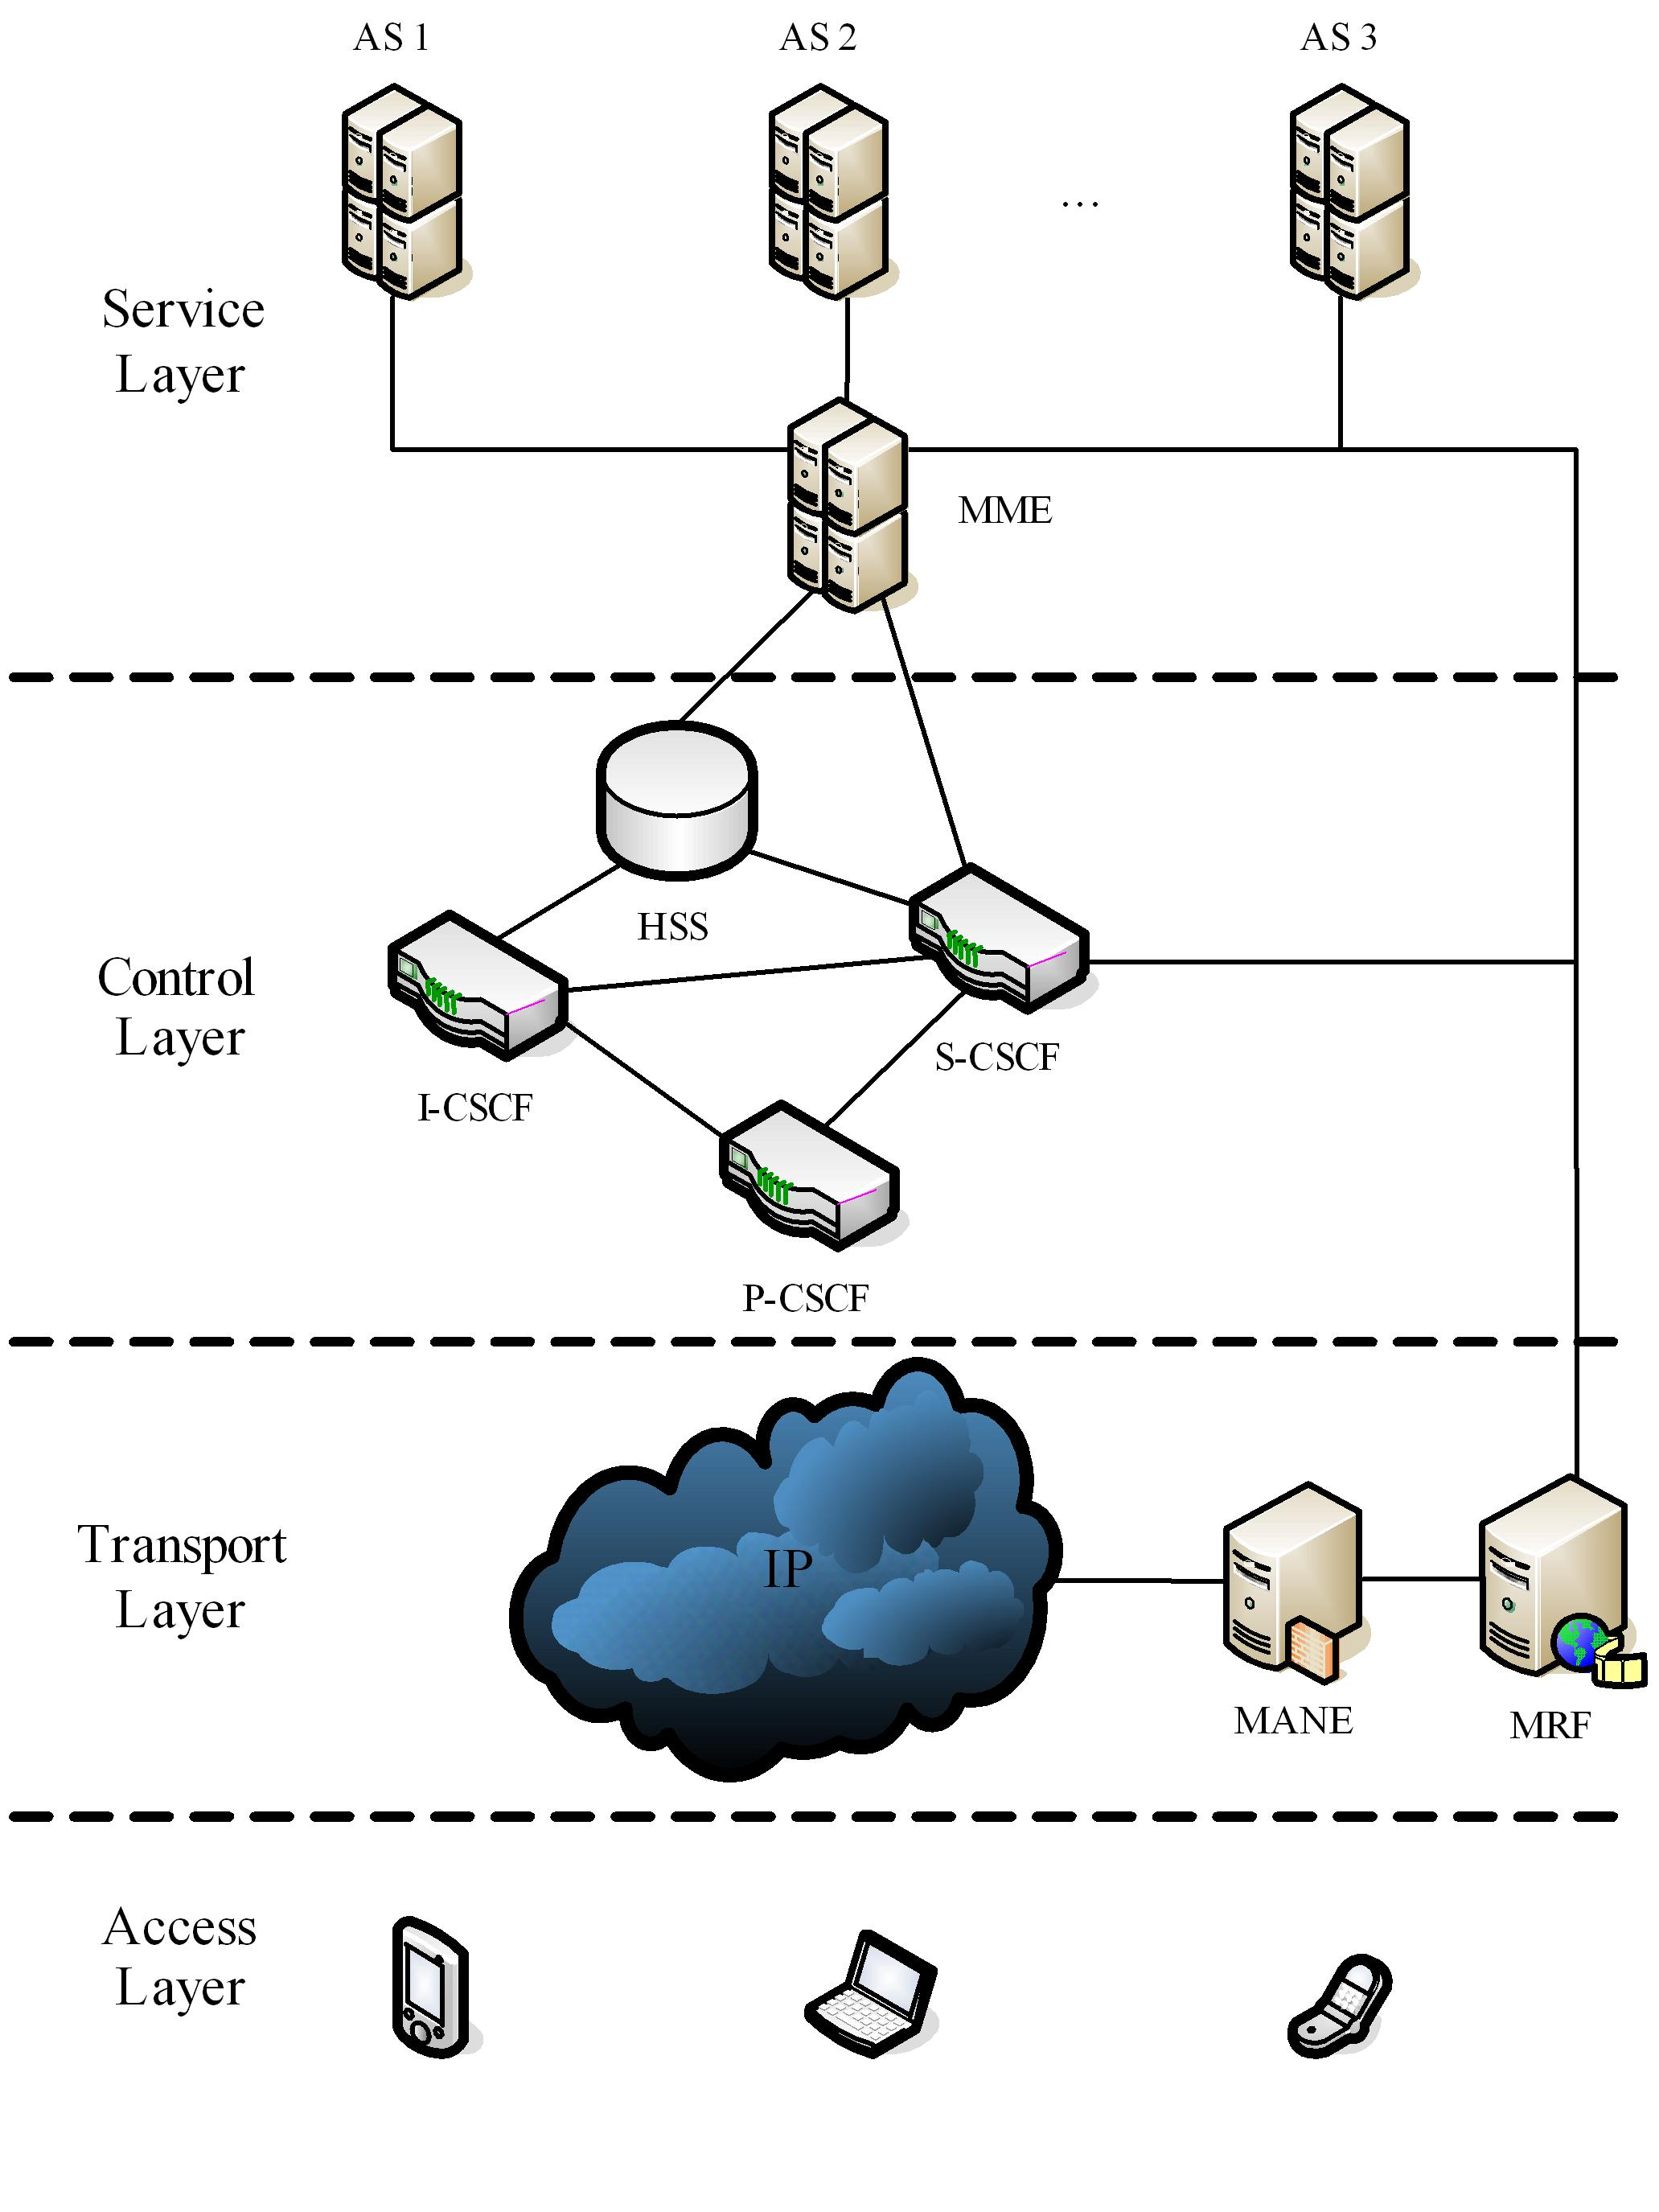 AS 1
AS 2
AS 3
...
Service
Layer
MME
HSS
Control
Layer
S-CSCF
I-CSCF
P-CSCF
Transport
Layer
IP
MANE
MRF
Access
Layer